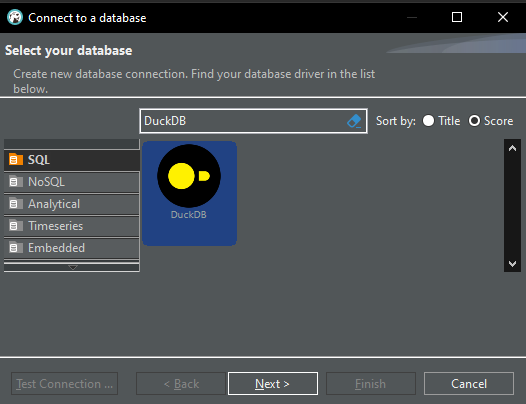 Connect to a database
Select your database
Create new database connection. Find your database driver in the list
below.
DuckDB
Sort by: Title Score
SQL
NoSQL
Analytical
Timeseries
Embedded
DuckDB
Test Connection ...
< Back
Next >
Finish
Cancel